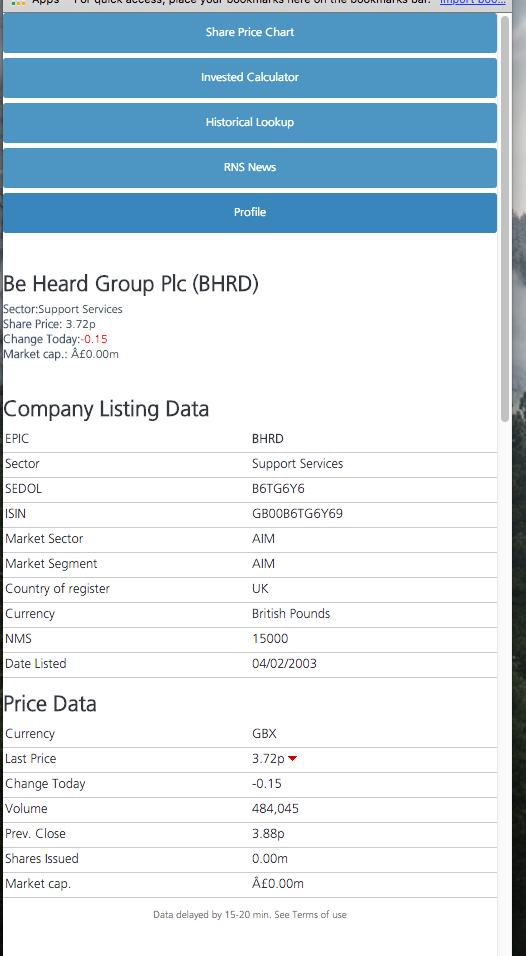 Apps For quick access, place your bookmarks here on the bookmarks bar. Import boo...
Share Price Chart
Invested Calculator
Historical Lookup
RNS News
Profile
Be Heard Group Plc (BHRD)
Sector:Support Services
Share Price: 3.72p
Change Today:-0.15
Market cap.: Â£0.00m
Company Listing Data
EPIC BHRD
Sector Support Services
SEDOL B6TG6Y6
ISIN GB00B6TG6Y69
Market Sector AIM
Market Segment AIM
Country of register UK
Currency British Pounds
NMS 15000
Date Listed 04/02/2003
Price Data
Currency GBX
Last Price 3.72p
Change Today -0.15
Volume 484,045
Prev. Close 3.88p
Shares Issued 0.00m
Market cap. Â£0.00m
Data delayed by 15-20 min. See Terms of use